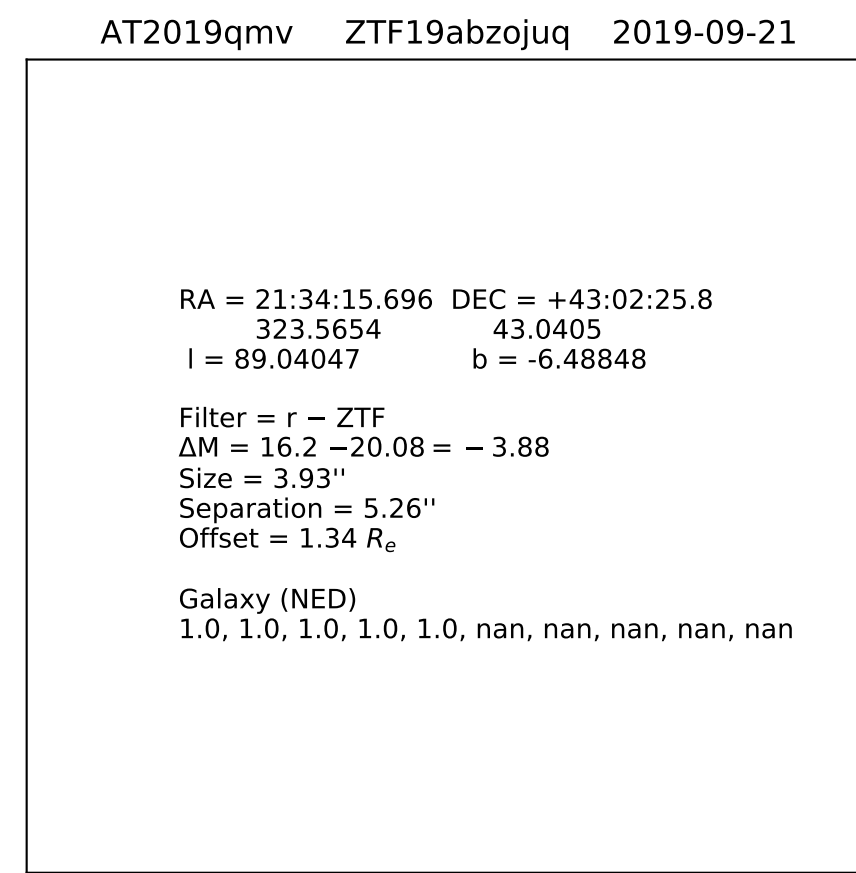 AT2019qmv ZTF19abzojuq 2019-09-21
RA = 21:34:15.696 DEC = +43:02:25.8
323.5654 43.0405
l = 89.04047 b = -6.48848
Filter = r − ZTF
ΔM = 16.2 −20.08 = − 3.88
Size = 3.93''
Separation = 5.26''
Offset = 1.34 Re
Galaxy (NED)
1.0, 1.0, 1.0, 1.0, 1.0, nan, nan, nan, nan, nan